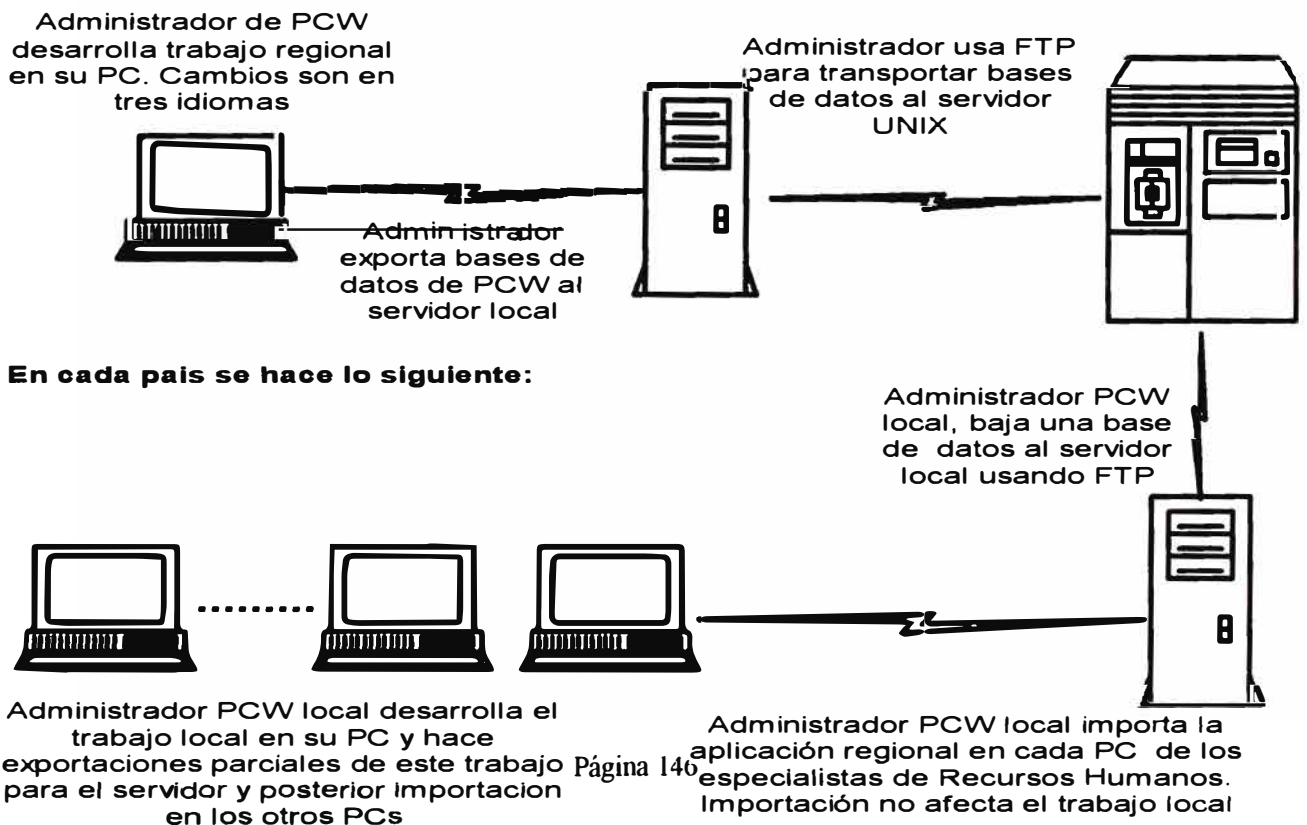 Administrador de PCW
desarrolla trabajo regional
en su PC. Cambios son en
tres idiomas
Administrador usa FTP
para transportar bases
de datos al servidor
UNIX
Administrador
exporta bases de
datos de PCW al
servidor local
En cada pais se hace lo siguiente:
Administrador PCW
local, baja una base
de datos al servidor
local usando FTP
Administrador PCW local desarrolla el
trabajo local en su PC y hace
exportaciones parciales de este trabajo
para el servidor y posterior importacion
en los otros PCs
Página 146
Administrador PCW local importa la
aplicación regional en cada PC de los
especialistas de Recursos Humanos.
Importación no afecta el trabajo local